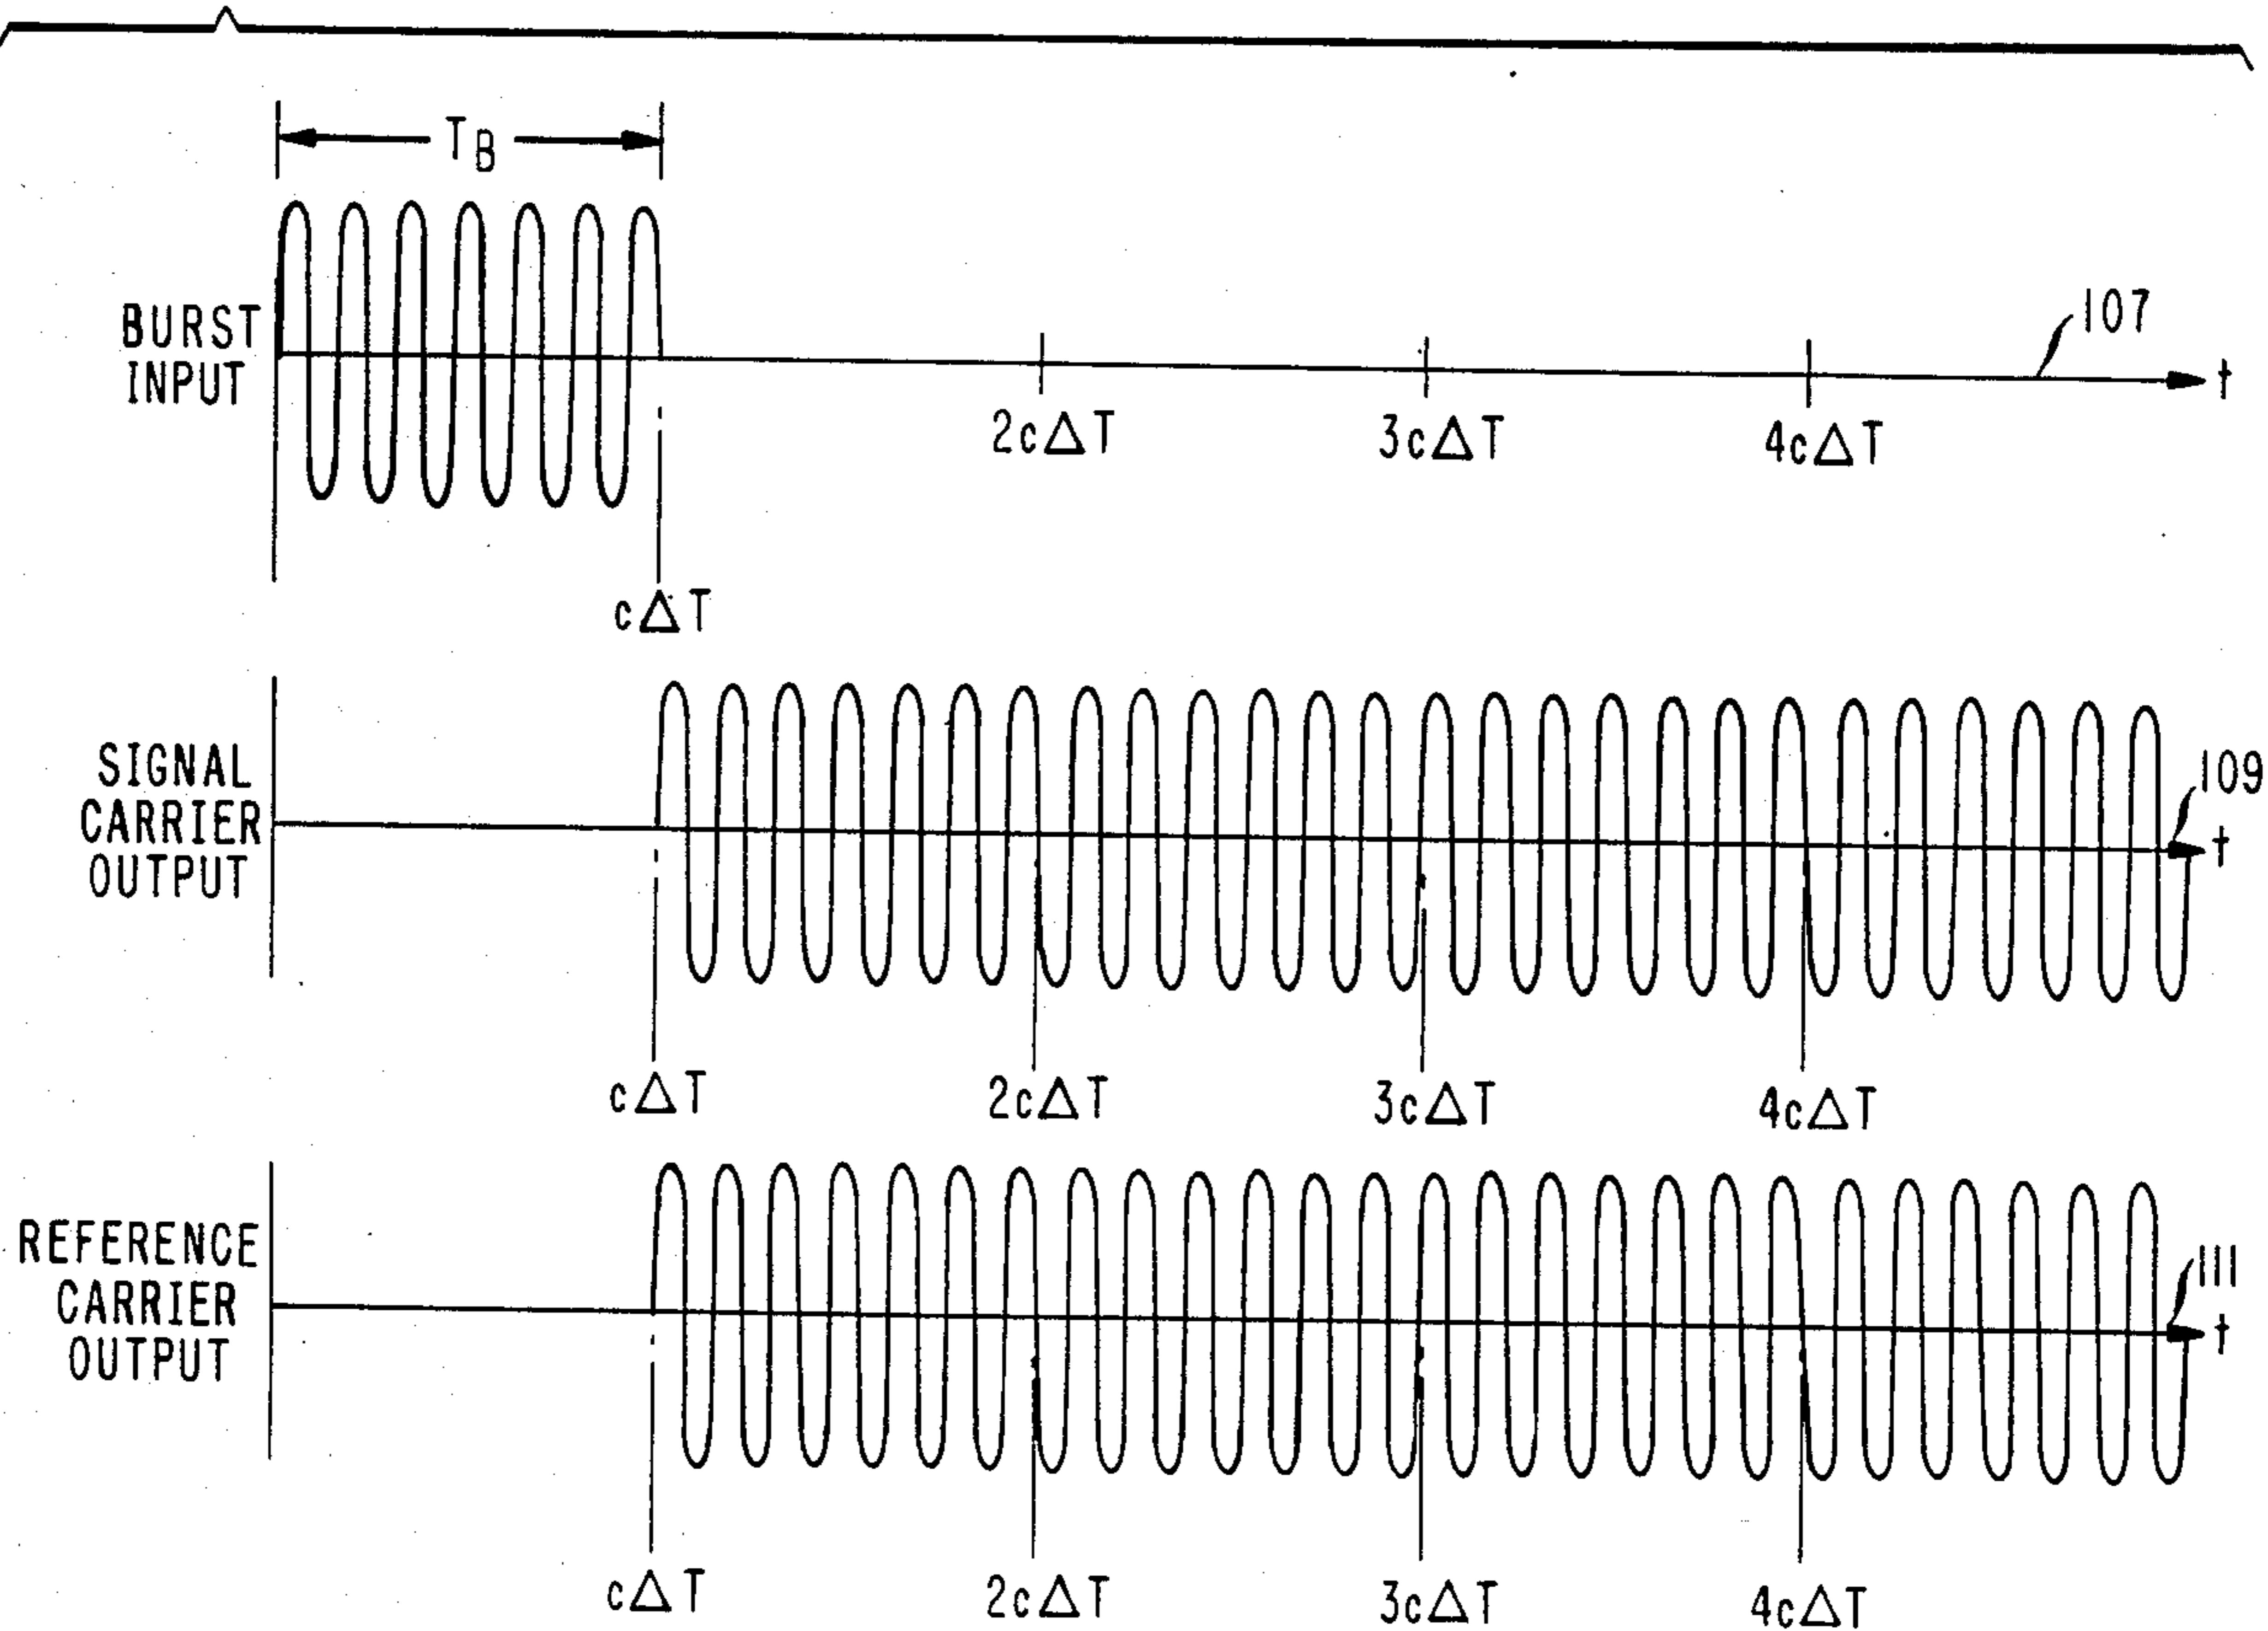 T_B
BURST
INPUT
107
t
2cΔT
3cΔT
4cΔT
cΔT
SIGNAL
CARRIER
OUTPUT
109
t
cΔT
2cΔT
3cΔT
4cΔT
REFERENCE
CARRIER
OUTPUT
111
t
cΔT
2cΔT
3cΔT
4cΔT